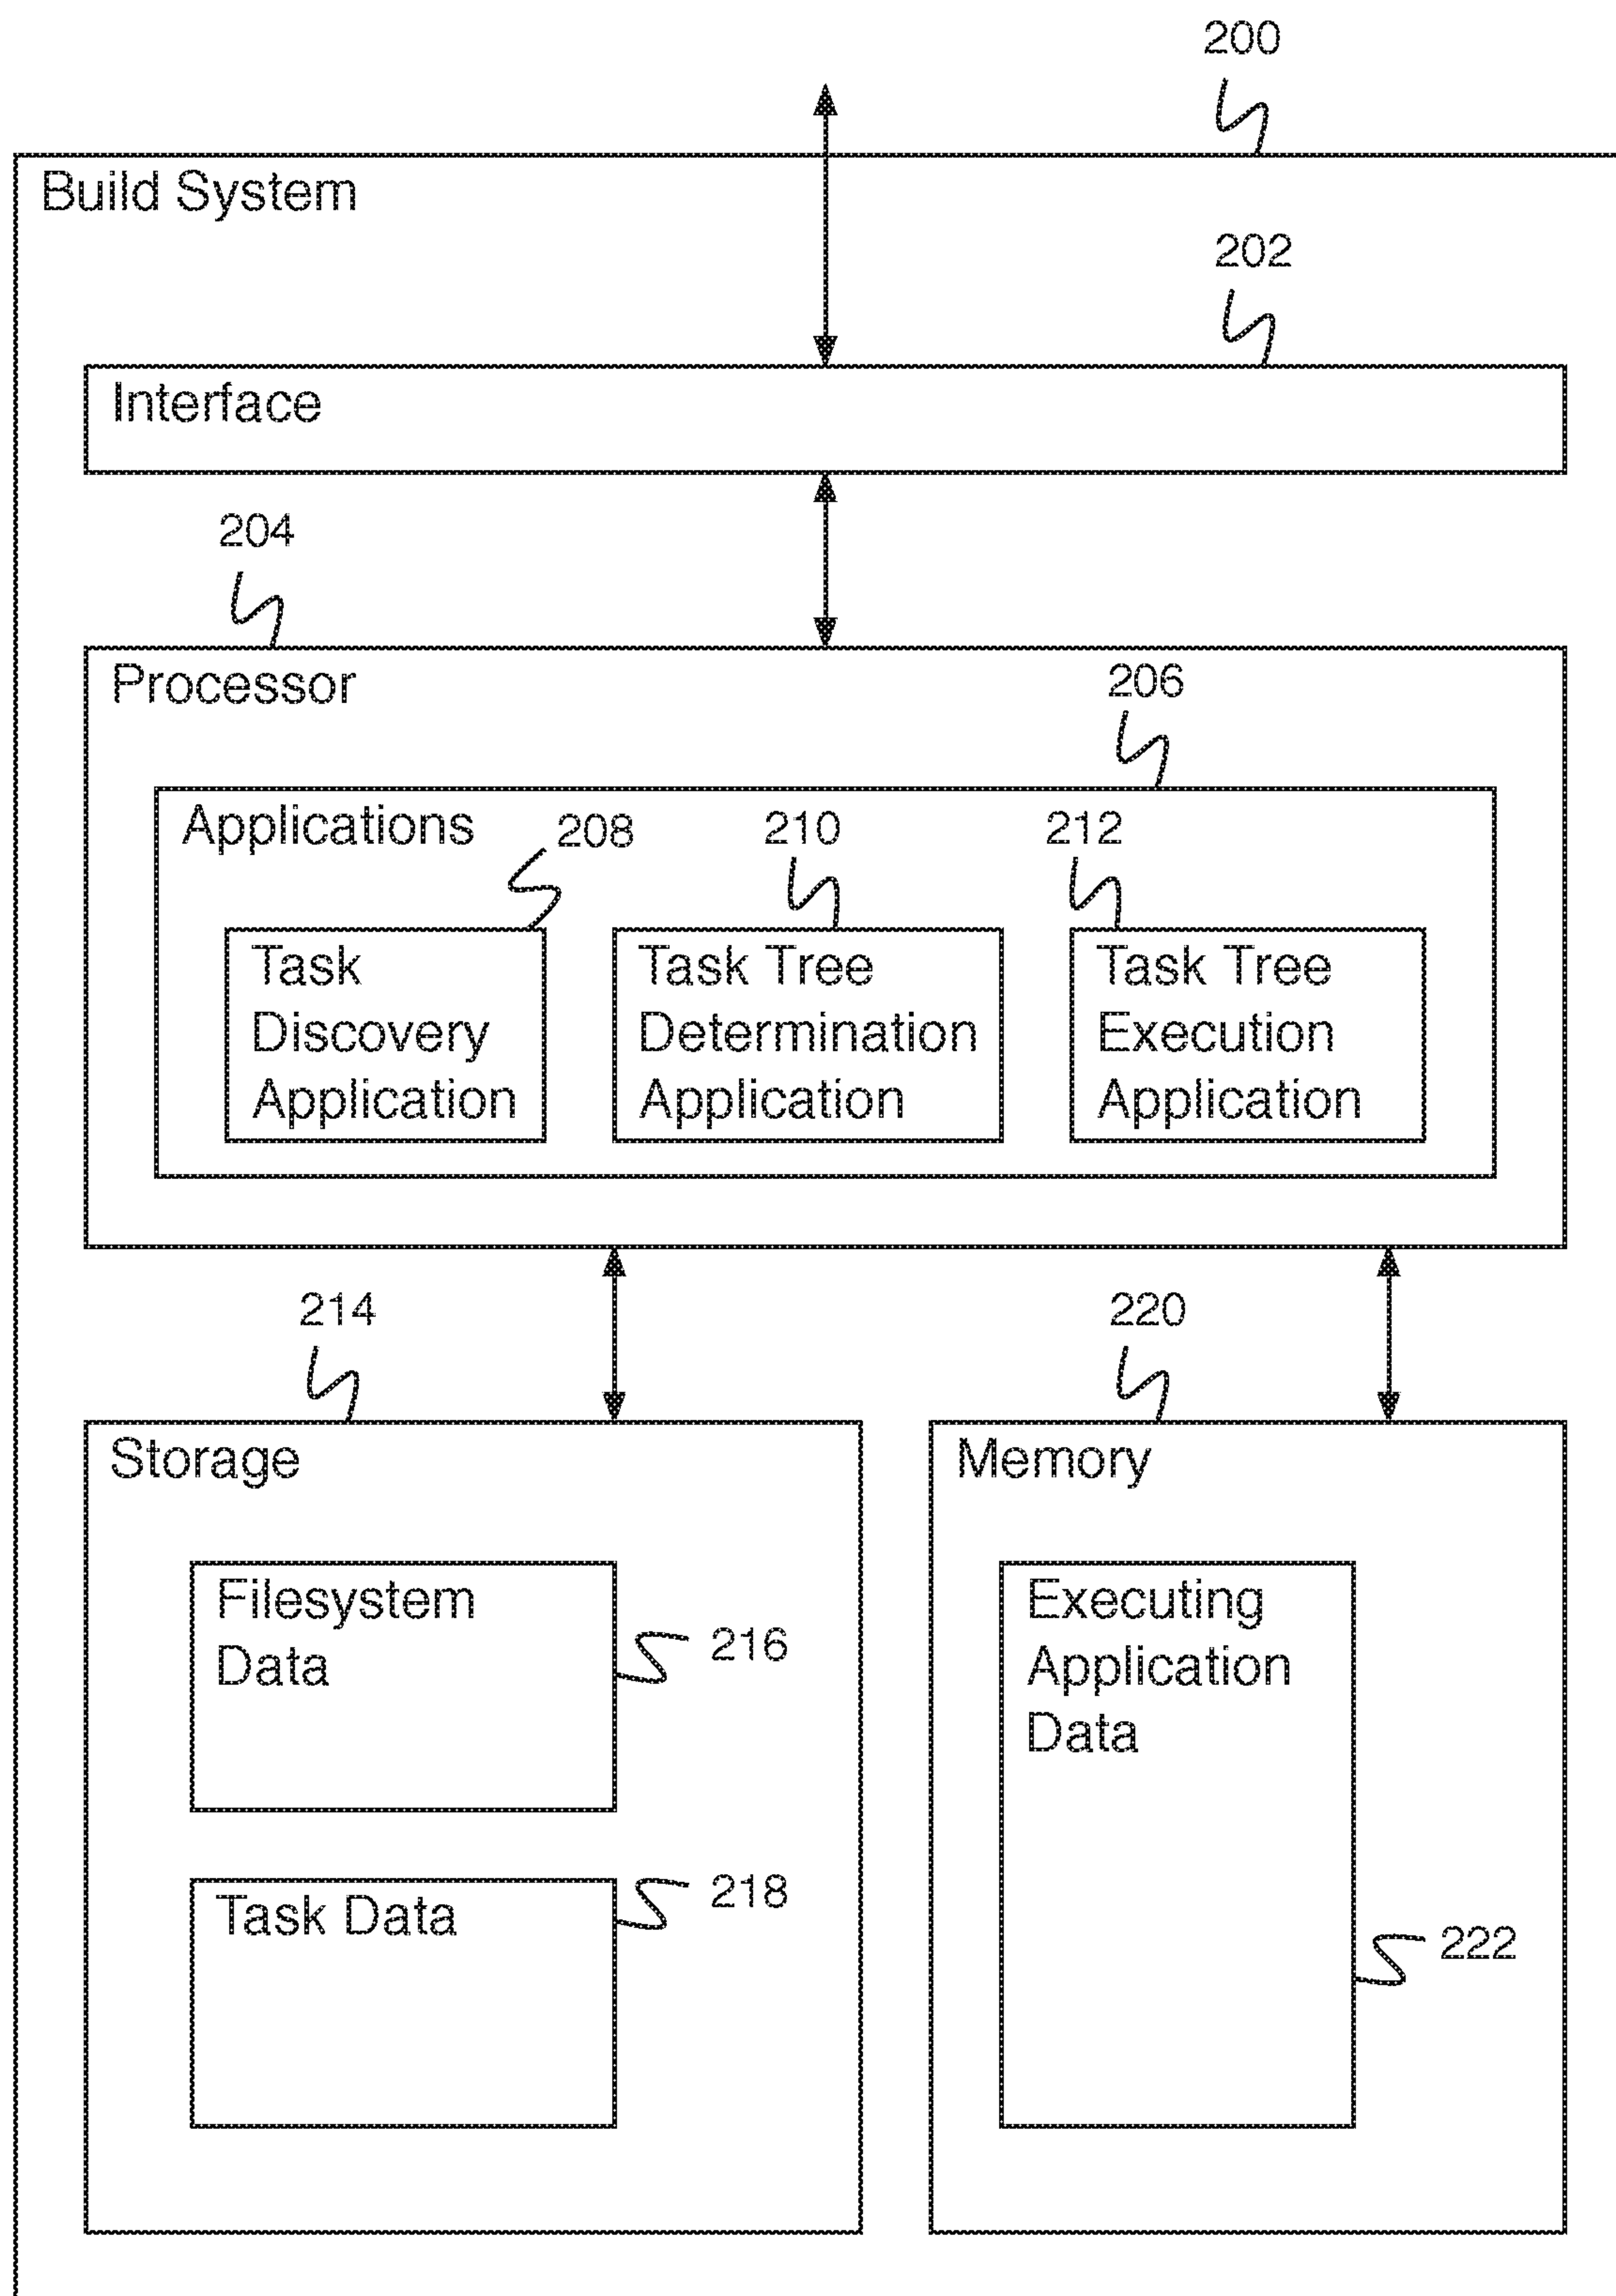 200
Build System
202
Interface
204
Processor
206
Applications
208
210
212
Task
Discovery
Application
Task Tree
Determination
Application
Task Tree
Execution
Application
214
220
Storage
Memory
Filesystem
Data
216
Task Data
218
Executing
Application
Data
222